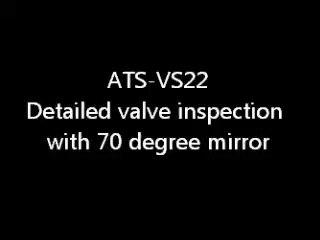 ATS-VS22
Detailed valve inspection
with 70 degree mirror